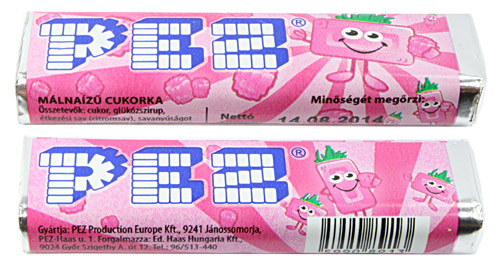 PEZ®
MÁLNAÍZŰ CUKORKA
Összetevők: cukor, glükózszirup,
étkezési sav (citromsav), savanyúságot
Nettó
Minőségét megőrzi:
14.08.2014
PEZ®
Gyártja: PEZ Production Europe Kft., 9241 Jánossomorja,
PEZ-Haas u. 1. Forgalmazza: Ed. Haas Hungaria Kft.,
9024 Győr, Szigethy A. út 12. Tel.: 96/513-440